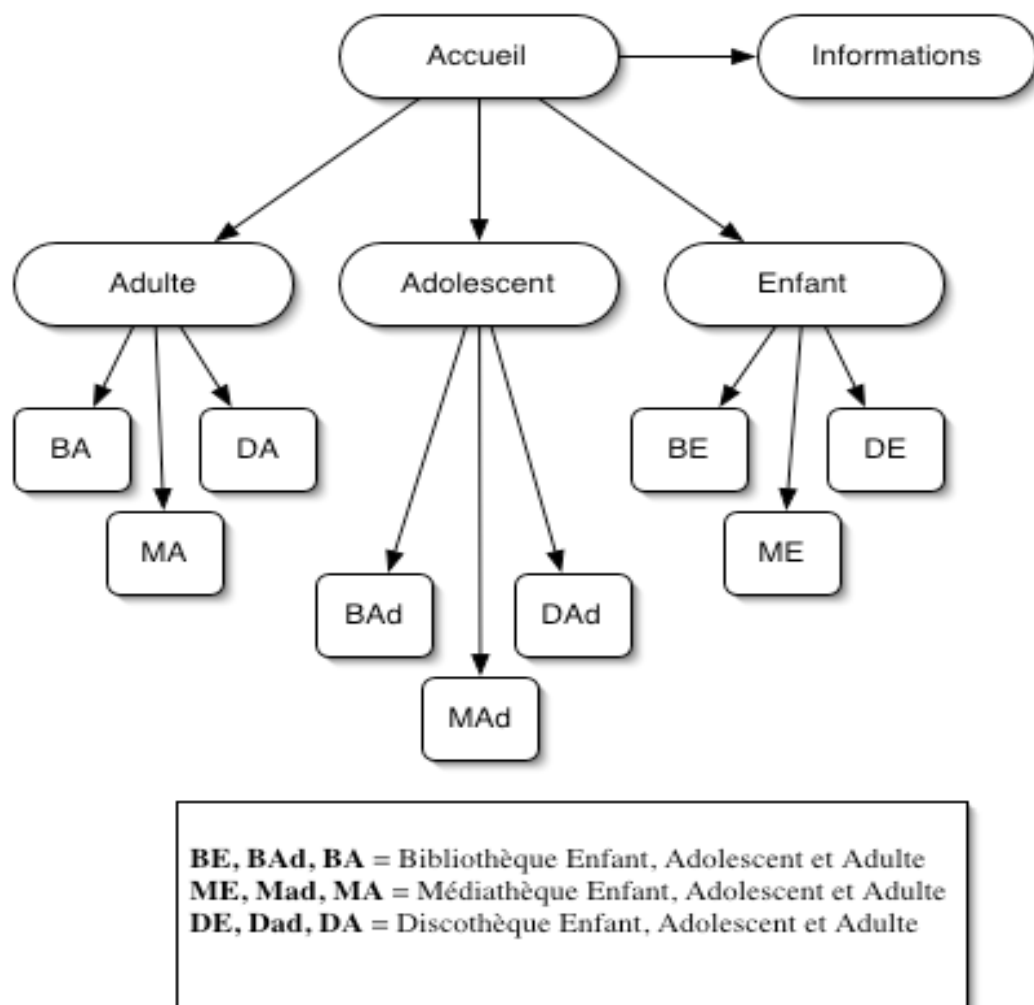 Accueil
Informations
Adulte
Adolescent
Enfant
BA
DA
BE
DE
MA
ME
BAd
DAd
MAd
BE, BAd, BA = Bibliothèque Enfant, Adolescent et Adulte
ME, Mad, MA = Médiathèque Enfant, Adolescent et Adulte
DE, Dad, DA = Discothèque Enfant, Adolescent et Adulte